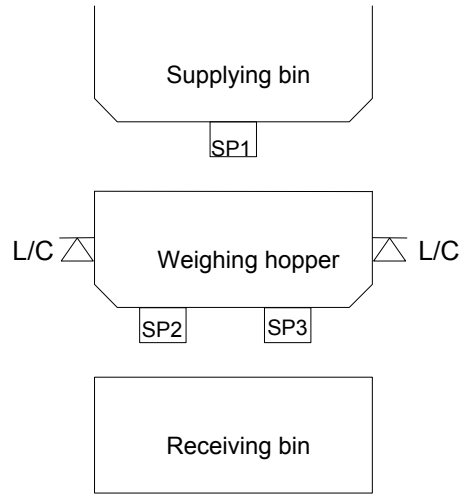 Supplying bin
SP1
L/C
Weighing hopper
L/C
SP2
SP3
Receiving bin